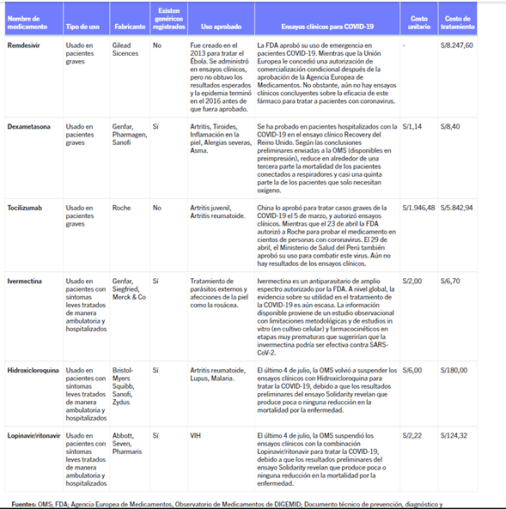 Nombre de medicamento
Tipo de uso
Fabricante
Existen genéricos registrados
Uso aprobado
Ensayos clínicos para COVID-19
Costo unitario
Costo de tratamiento
Remdesivir
Usado en
pacientes
graves
Gilead
Sicences
No
Fue creado en el
2013 para tratar el
Ébola. Se administró
en ensayos clínicos,
pero no obtuvo los
resultados esperados
y la epidemia terminó
en el 2016 antes de
que fuera aprobado.
La FDA aprobó su uso de emergencia en
pacientes COVID-19. Mientras que la Unión
Europea le concedió una autorización de
comercialización condicional después de la
aprobación de la Agencia Europea de
Medicamentos. No obstante, aún no hay ensayos
clínicos concluyentes sobre la eficacia de este
fármaco para tratar a pacientes con coronavirus.
-
S/8.247,60
Dexametasona
Usado en
pacientes
graves
Genfar,
Pharmagen,
Sanofi
Sí
Artritis, Tiroides,
Inflamación en la
piel, Alergias severas,
Asma.
Se ha probado en pacientes hospitalizados con la
COVID-19 en el ensayo clínico Recovery del
Reino Unido. Según las conclusiones
preliminares enviadas a la OMS (disponibles en
preimpresión), reduce en alrededor de una
tercera parte la mortalidad de los pacientes
conectados a respiradores y casi una quinta
parte la de los pacientes que solo necesitan
oxígeno.
S/1,14
S/8,40
Tocilizumab
Usado en
pacientes
graves
Roche
No
Artritis juvenil,
Artritis reumatoide.
China lo aprobó para tratar casos graves de la
COVID-19 el 5 de marzo, y autorizó ensayos
clínicos. Mientras que el 23 de abril la FDA
autorizó a Roche para probar el medicamento en
cientos de personas con coronavirus. El 29 de
abril, el Ministerio de Salud del Perú también
aprobó su uso para combatir este virus. Aún no
hay resultados de los ensayos clínicos.
S/1.946,48
S/5.842,94
Ivermectina
Usado en
pacientes con
síntomas
leves tratados
de manera
ambulatoria y
hospitalizados
Genfar,
Siegfried,
Merck & Co
Sí
Tratamiento de
parásitos externos y
afecciones de la piel
como la rosácea.
Ivermectina es un antiparasitario de amplio
espectro autorizado por la FDA. A nivel global, la
evidencia sobre su utilidad en el tratamiento de
la COVID-19 es aún escasa. La información
disponible proviene de un estudio observacional
con limitaciones metodológicas y de estudios in
vitro (en cultivo celular) y farmacocinéticos en
etapas muy prematuras que sugerirían que la
invermectina podría ser efectiva contra SARS-
CoV-2.
S/2,00
S/6,70
Hidroxicloroquina
Usado en
pacientes con
síntomas
leves tratados
de manera
ambulatoria y
hospitalizados
Bristol-
Myers
Squibb,
Sanofi,
Zydus
Sí
Artritis reumatoide,
Lupus, Malaria.
El último 4 de julio, la OMS volvió a suspender los
ensayos clínicos con Hidroxicloroquina para
tratar la COVID-19, debido a que los resultados
preliminares del ensayo Solidarity revelan que
produce poca o ninguna reducción en la
mortalidad por la enfermedad.
S/6,00
S/180,00
Lopinavir/ritonavir
Usado en
pacientes con
síntomas
leves tratados
de manera
ambulatoria y
hospitalizados
Abbott,
Seven,
Pharmaris
Sí
VIH
El último 4 de julio, la OMS suspendió los
ensayos clínicos con la combinación
Lopinavir/ritonavir para tratar la COVID-19,
debido a que los resultados preliminares del
ensayo Solidarity revelan que produce poca o
ninguna reducción en la mortalidad por la
enfermedad.
S/2,22
S/124,32
Fuentes: OMS; FDA; Agencia Europea de Medicamentos, Observatorio de Medicamentos de DIGEMID; Documento técnico de prevención, diagnóstico y